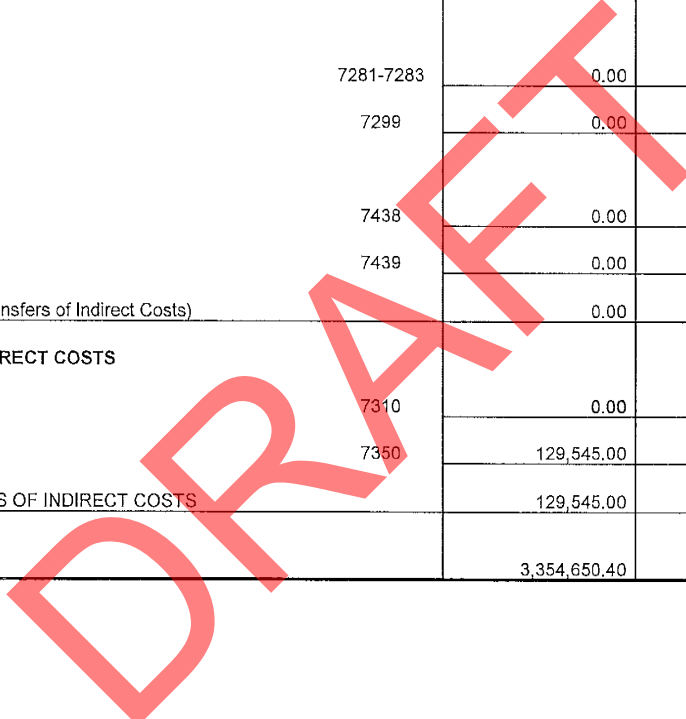 7281-7283 0.00
7299 0.00
7438 0.00
7439 0.00
nsfers of Indirect Costs) 0.00
RECT COSTS
7310 0.00
7350 129,545.00
S OF INDIRECT COSTS 129,545.00
3,354,650.40
DRAFT